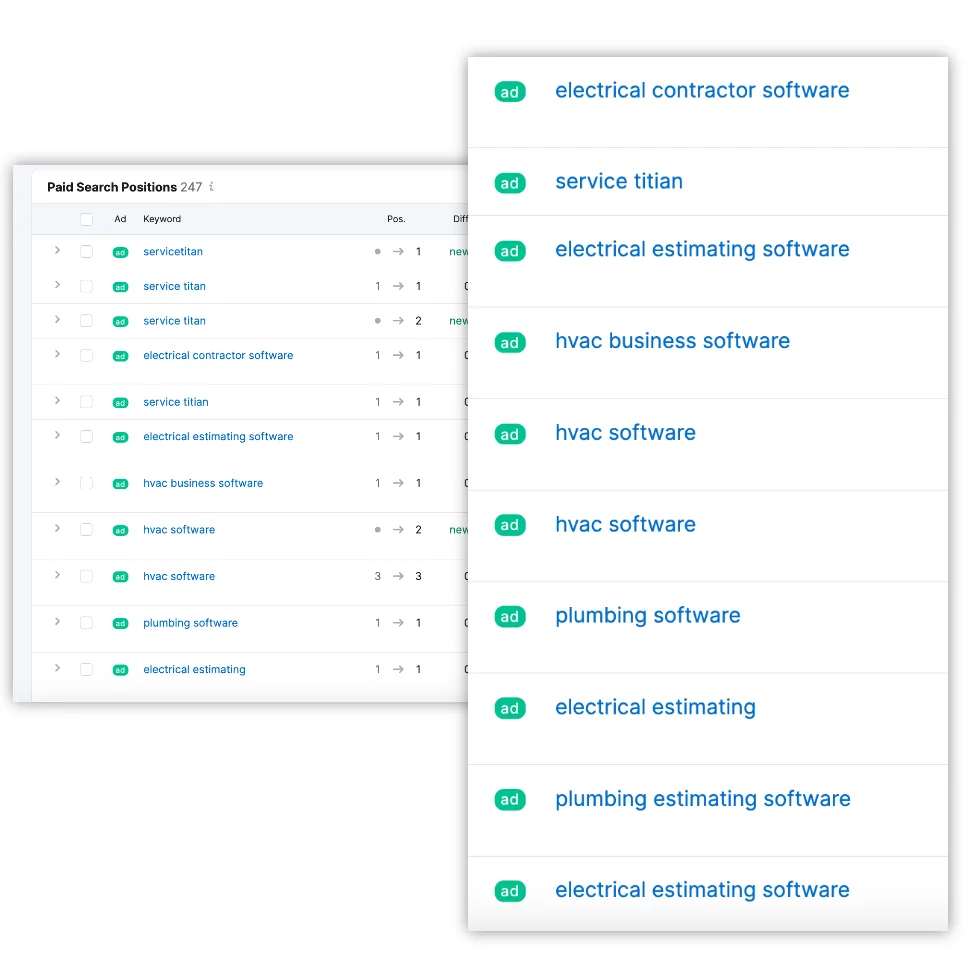 Paid Search Positions 247 i
Ad Keyword Pos. Diff
ad servicetitan • → 1 new
ad service titan 1 → 1 0
ad service titan • → 2 new
ad electrical contractor software 1 → 1 0
ad service titian 1 → 1 0
ad electrical estimating software 1 → 1 0
ad hvac business software 1 → 1 0
ad hvac software • → 2 new
ad hvac software 3 → 3 0
ad plumbing software 1 → 1 0
ad electrical estimating 1 → 1 0
ad electrical contractor software
ad service titian
ad electrical estimating software
ad hvac business software
ad hvac software
ad hvac software
ad plumbing software
ad electrical estimating
ad plumbing estimating software
ad electrical estimating software